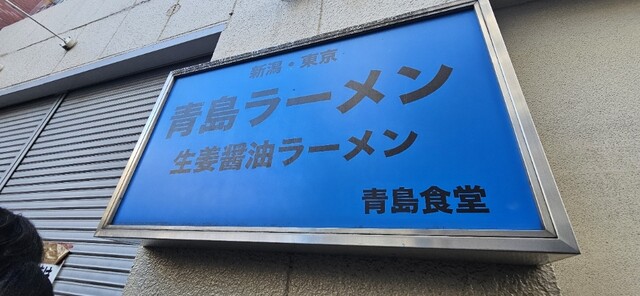 新潟・東京
青島ラーメン
生姜醤油ラーメン
青島食堂